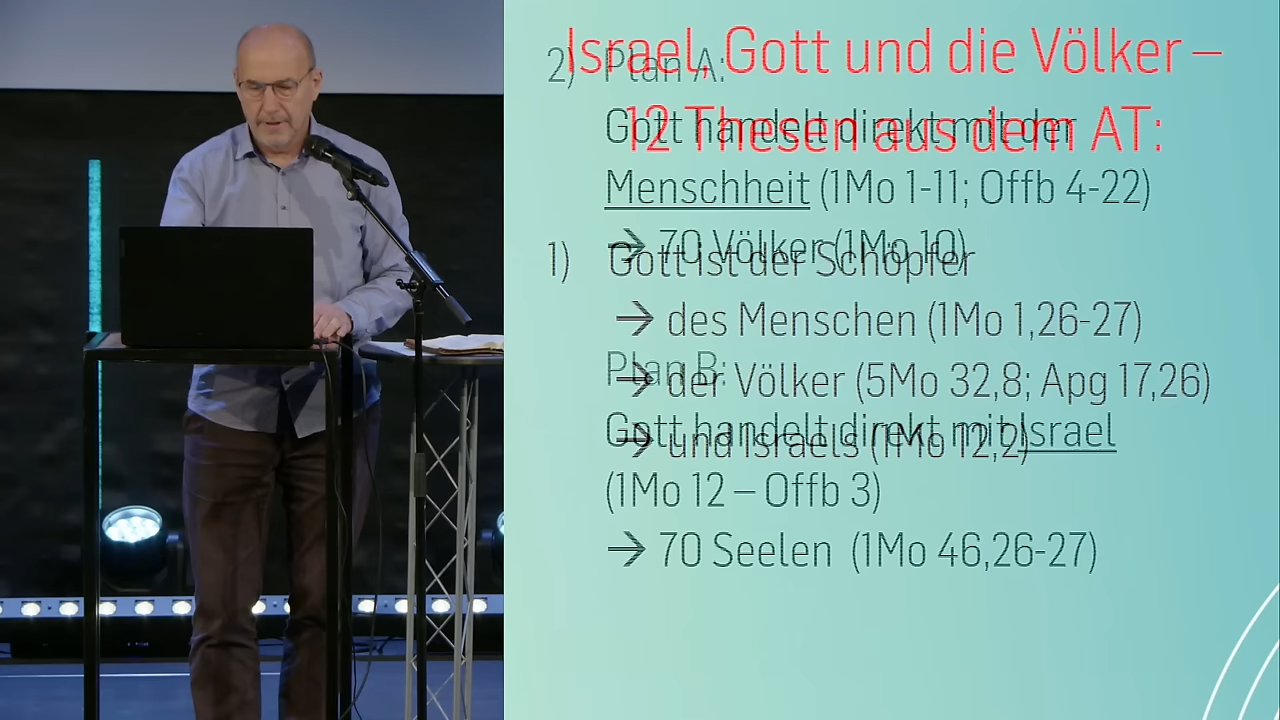 Israel, Gott und die Völker –
12 Thesen aus dem AT:
1) Gott ist der Schöpfer
→ des Menschen (1Mo 1,26-27)
→ der Völker (5Mo 32,8; Apg 17,26)
→ und Israels (1Mo 12,2)
2) Plan A:
Gott handelt direkt mit der
Menschheit (1Mo 1-11; Offb 4-22)
→ 70 Völker (1Mo 10)
Plan B:
Gott handelt direkt mit Israel
(1Mo 12 – Offb 3)
→ 70 Seelen (1Mo 46,26-27)